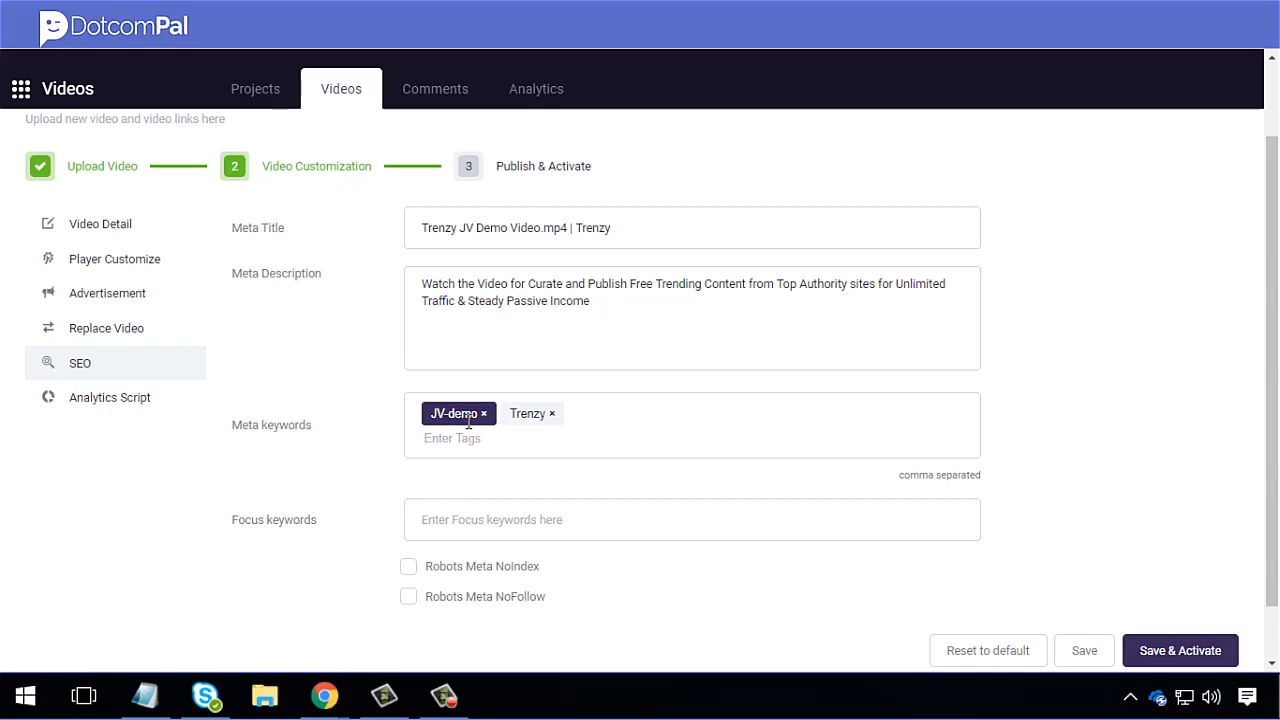 DotcomPal
Videos
Projects
Videos
Comments
Analytics
Upload new video and video links here
Upload Video
2
Video Customization
3
Publish & Activate
Video Detail
Player Customize
Advertisement
Replace Video
SEO
Analytics Script
Meta Title
Trenzy JV Demo Video.mp4 | Trenzy
Meta Description
Watch the Video for Curate and Publish Free Trending Content from Top Authority sites for Unlimited
Traffic & Steady Passive Income
Meta keywords
JV-demo ×
Trenzy ×
Enter Tags
comma separated
Focus keywords
Enter Focus keywords here
Robots Meta NoIndex
Robots Meta NoFollow
Reset to default
Save
Save & Activate